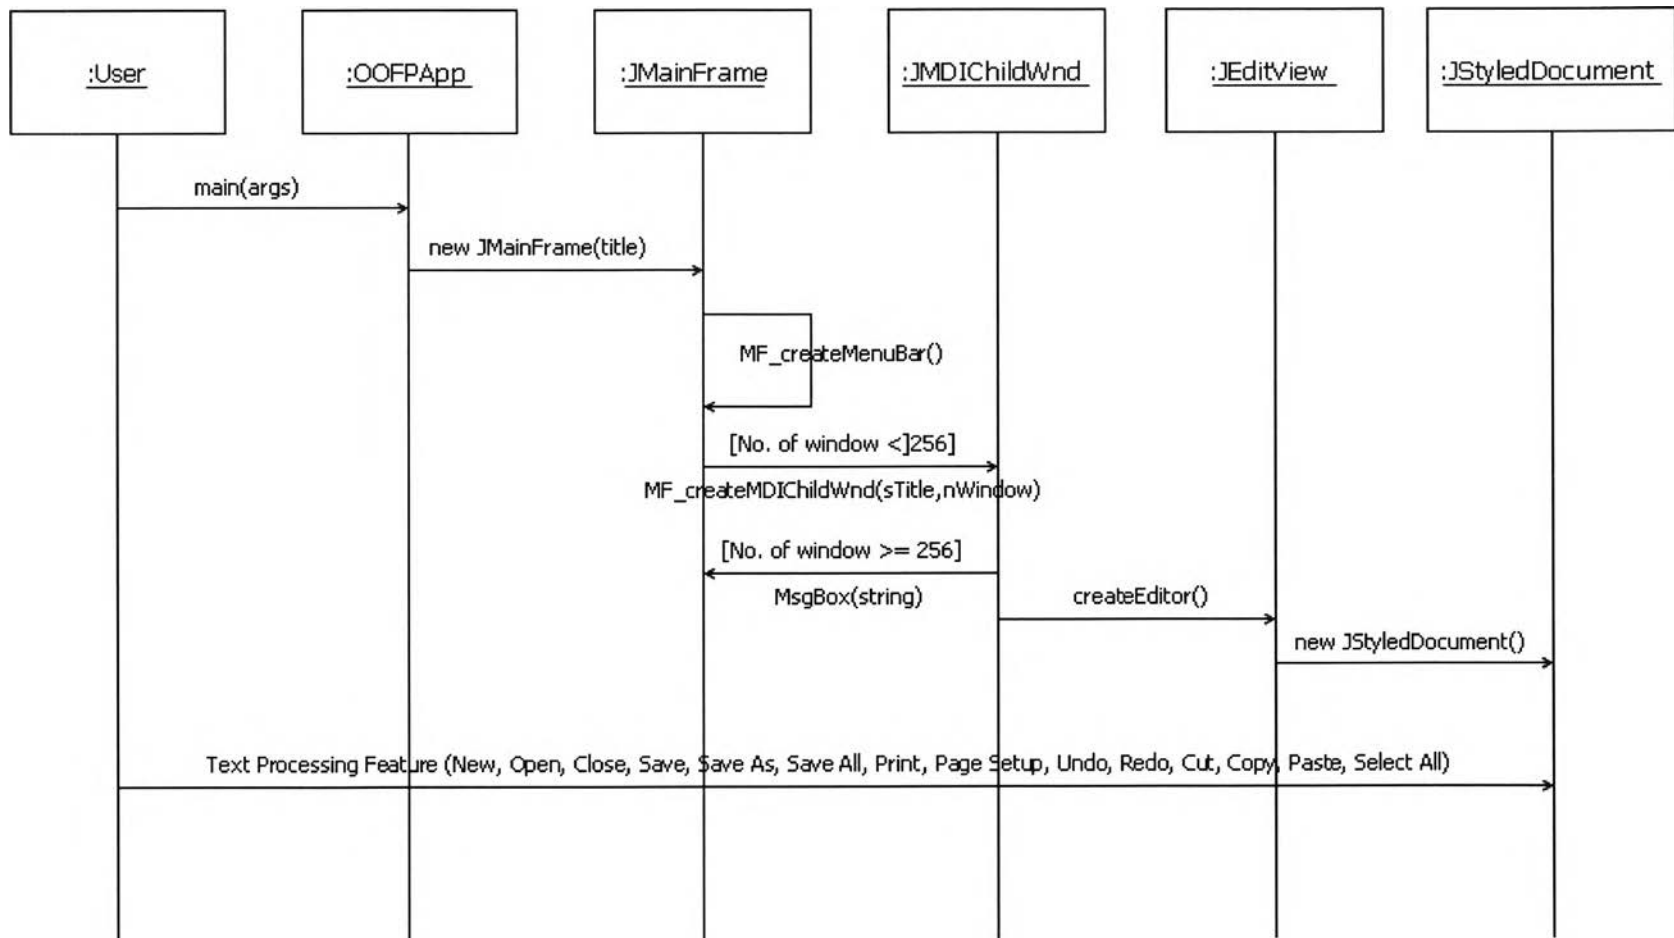 :User
:OOFPApp
:JMainFrame
:JMDIChildWnd
:JEditView
:JStyledDocument
main(args)
new JMainFrame(title)
MF_createMenuBar()
[No. of window <]256]
MF_createMDIChildWnd(sTitle,nWindow)
[No. of window >= 256]
MsgBox(string)
createEditor()
new JStyledDocument()
Text Processing Feature (New, Open, Close, Save, Save As, Save All, Print, Page Setup, Undo, Redo, Cut, Copy, Paste, Select All)